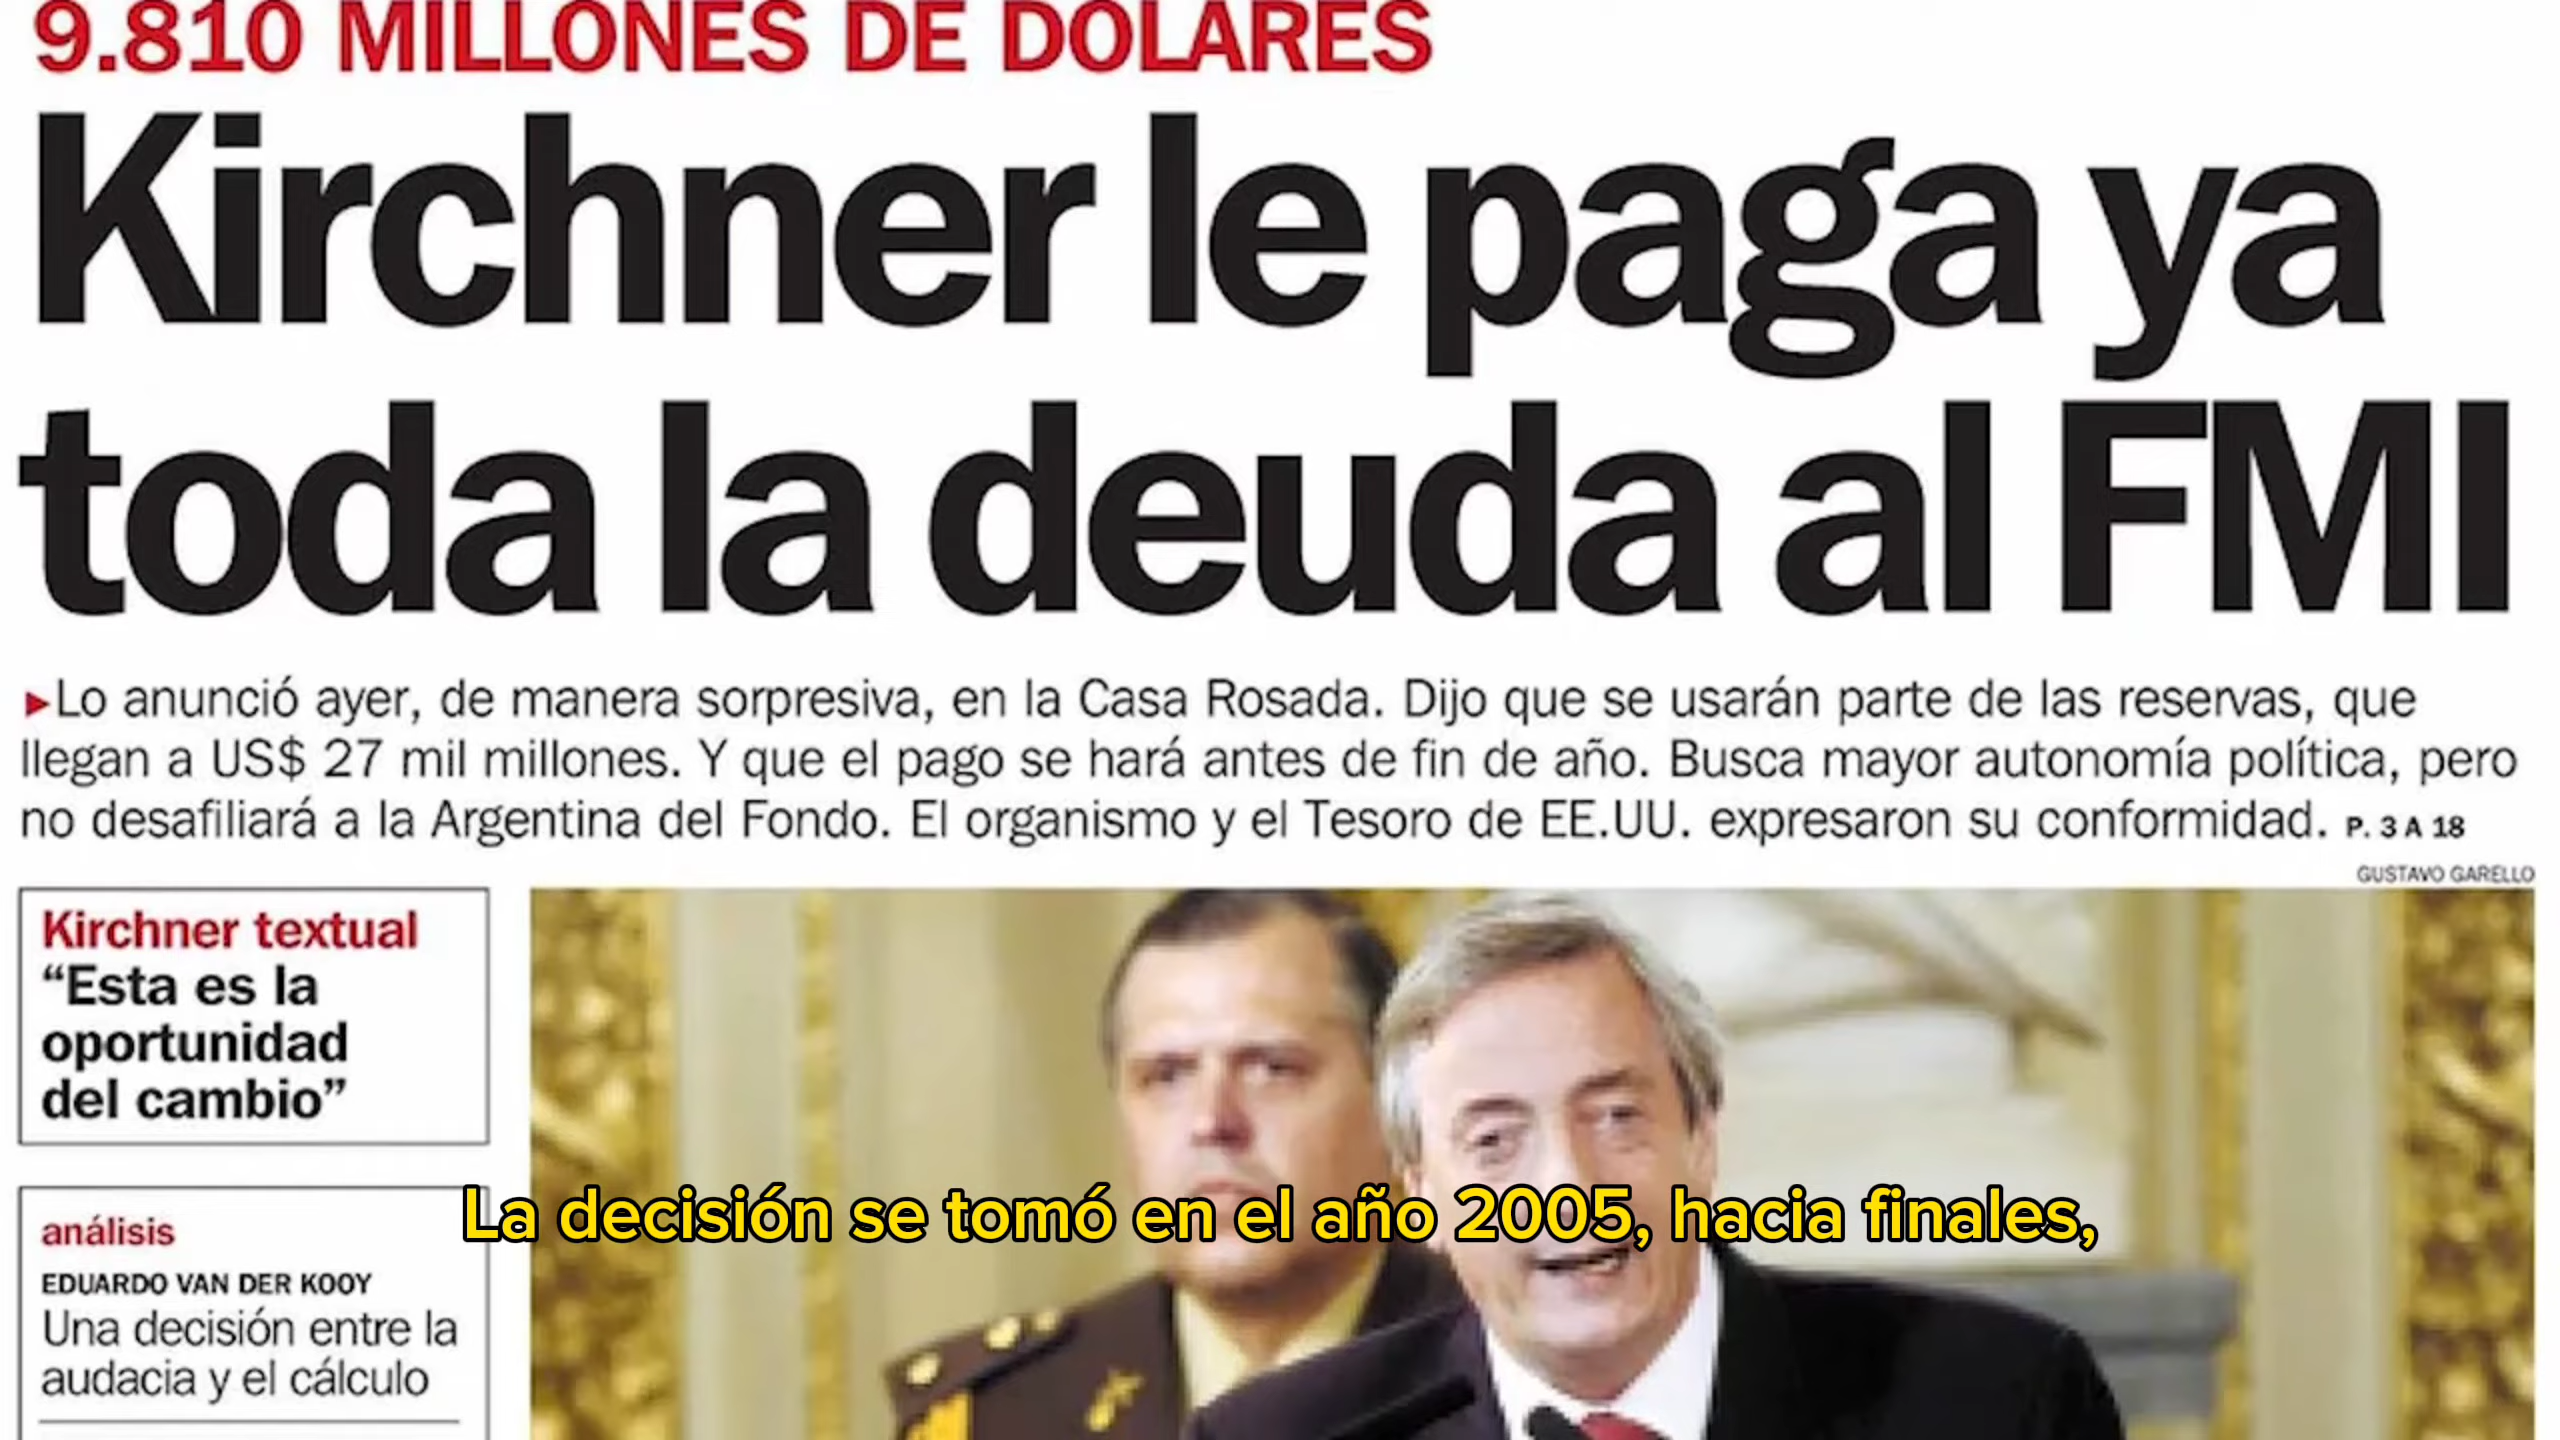 9.810 MILLONES DE DOLARES
Kirchner le paga ya
toda la deuda al FMI
►Lo anunció ayer, de manera sorpresiva, en la Casa Rosada. Dijo que se usarán parte de las reservas, que
llegan a US$ 27 mil millones. Y que el pago se hará antes de fin de año. Busca mayor autonomía política, pero
no desafiliará a la Argentina del Fondo. El organismo y el Tesoro de EE.UU. expresaron su conformidad. P. 3 A 18
GUSTAVO GARELLO
Kirchner textual
“Esta es la
oportunidad
del cambio”
análisis
EDUARDO VAN DER KOOY
Una decisión entre la
audacia y el cálculo
La decisión se tomó en el año 2005, hacia finales,